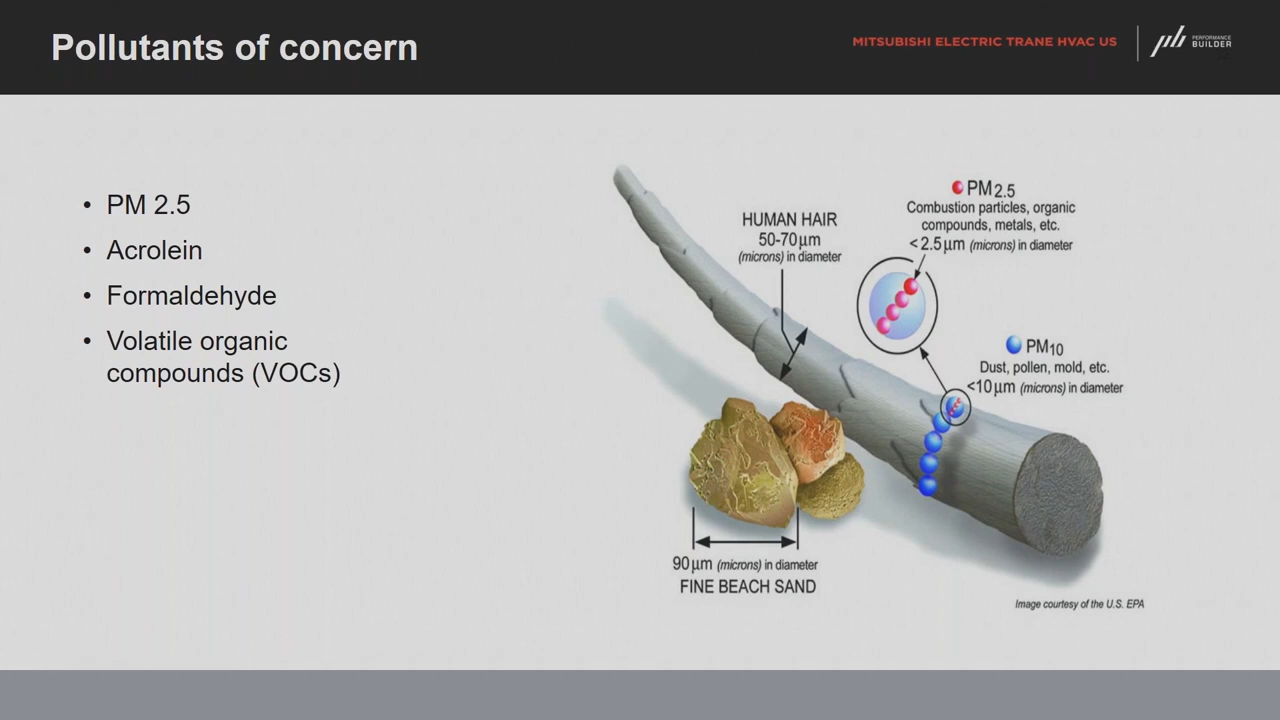 Pollutants of concern
MITSUBISHI ELECTRIC TRANE HVAC US
PERFORMANCE
BUILDER
• PM 2.5
• Acrolein
• Formaldehyde
• Volatile organic
compounds (VOCs)
HUMAN HAIR
50-70µm
(microns) in diameter
PM2.5
Combustion particles, organic
compounds, metals, etc.
< 2.5µm (microns) in diameter
PM10
Dust, pollen, mold, etc.
<10µm (microns) in diameter
90µm (microns) in diameter
FINE BEACH SAND
Image courtesy of the U.S. EPA